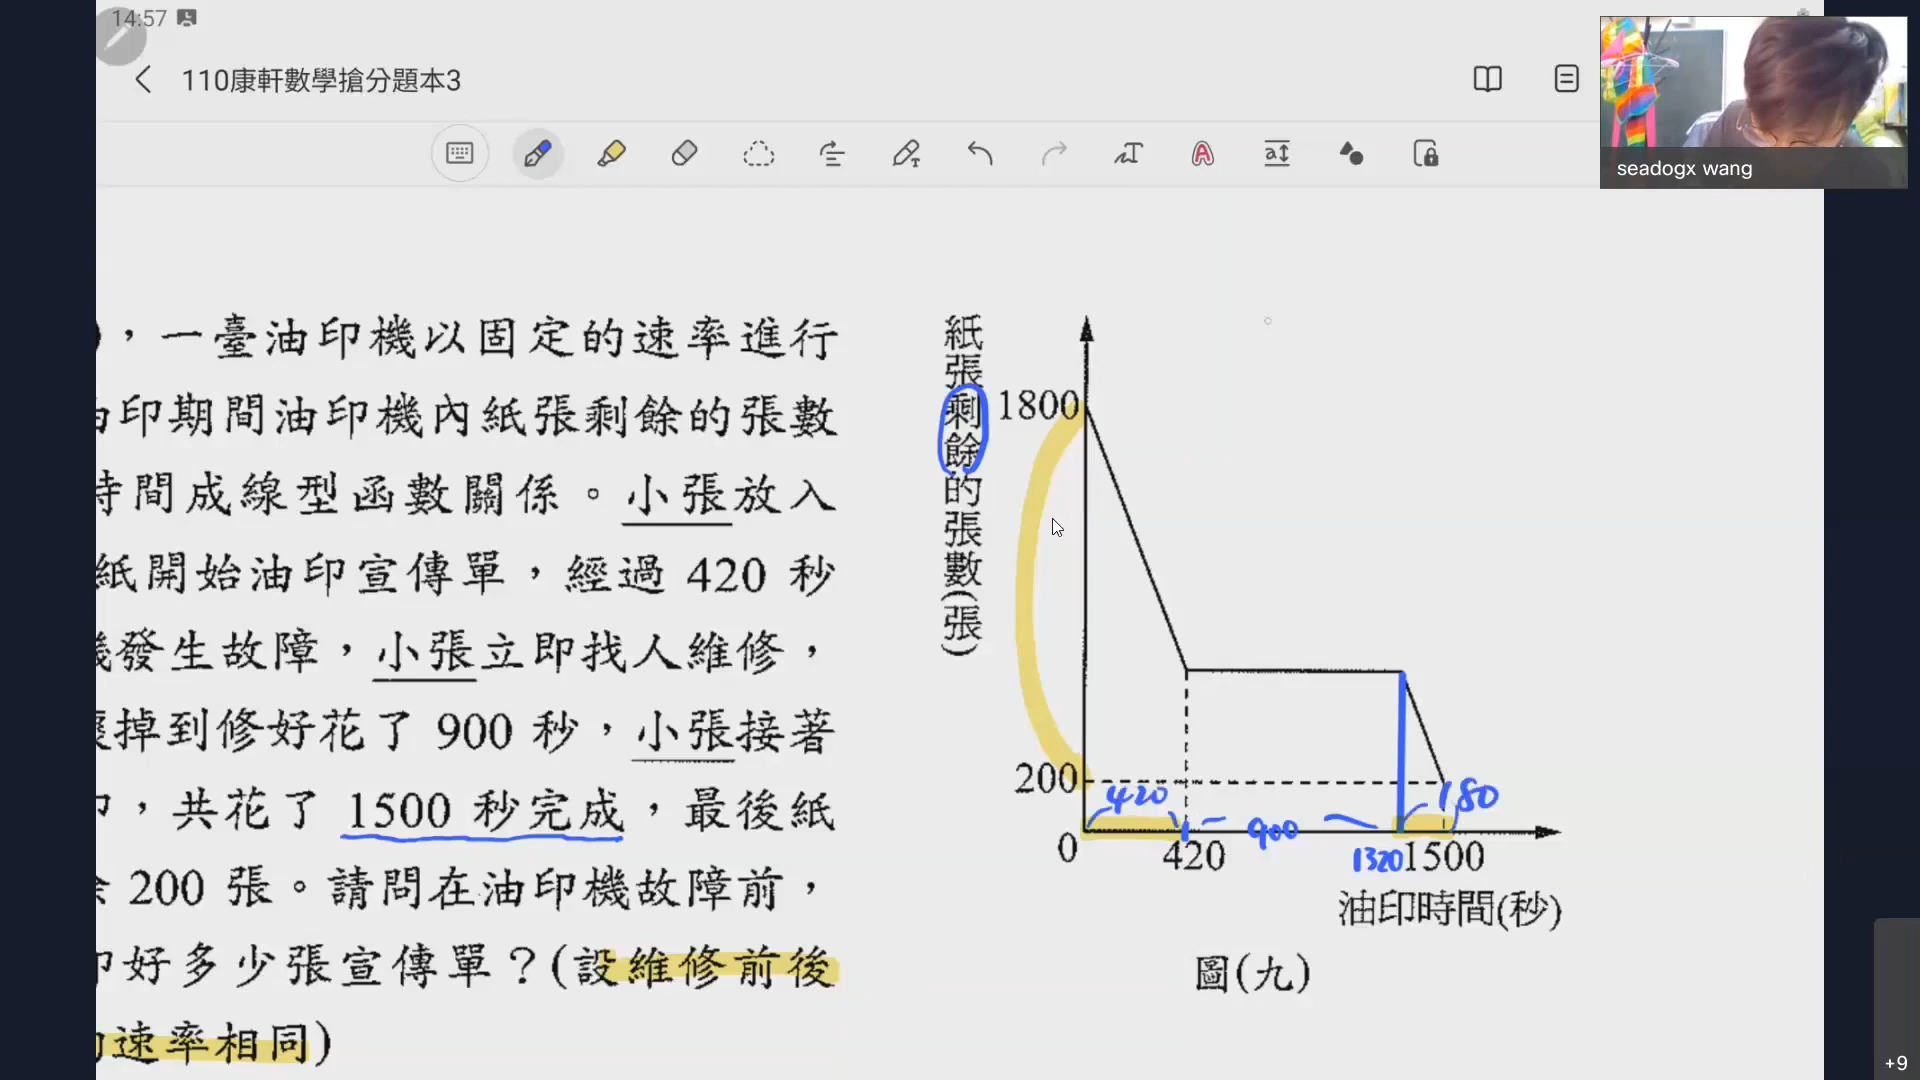 14:57
110康軒數學搶分題本3
seadogx wang
,一臺油印機以固定的速率進行
印期間油印機內紙張剩餘的張數
時間成線型函數關係。小張放入
紙開始油印宣傳單,經過 420 秒
機發生故障,小張立即找人維修,
壞掉到修好花了 900 秒,小張接著
印,共花了 1500 秒完成,最後紙
余 200 張。請問在油印機故障前,
印好多少張宣傳單?(設維修前後
的速率相同)
紙張剩餘的張數(張)
1800
200
420
180
900
0
420
1320
1500
油印時間(秒)
圖(九)
+9